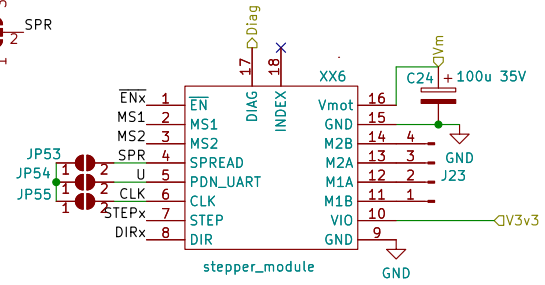 SPR
2
1
Diag
Vm
17
18
XX6
C24
+
100u 35V
ENx
1
EN
DIAG
INDEX
Vmot
16
MS1
2
MS1
GND
15
MS2
3
MS2
M2B
14
4
GND
JP53
SPR
4
SPREAD
M2A
13
3
JP54
1
2
U
5
PDN_UART
M1A
12
2
J23
JP55
1
2
CLK
6
CLK
M1B
11
1
1
2
STEPx
7
STEP
VIO
10
V3v3
DIRx
8
DIR
GND
9
stepper_module
GND